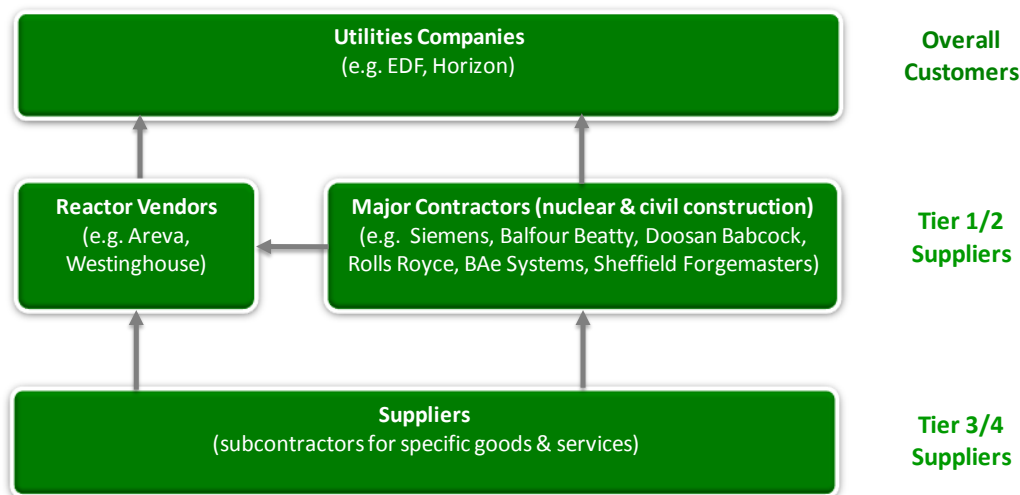 Utilities Companies
(e.g. EDF, Horizon)
Overall
Customers
Reactor Vendors
(e.g. Areva,
Westinghouse)
Major Contractors (nuclear & civil construction)
(e.g. Siemens, Balfour Beatty, Doosan Babcock,
Rolls Royce, BAe Systems, Sheffield Forgemasters)
Tier 1/2
Suppliers
Suppliers
(subcontractors for specific goods & services)
Tier 3/4
Suppliers